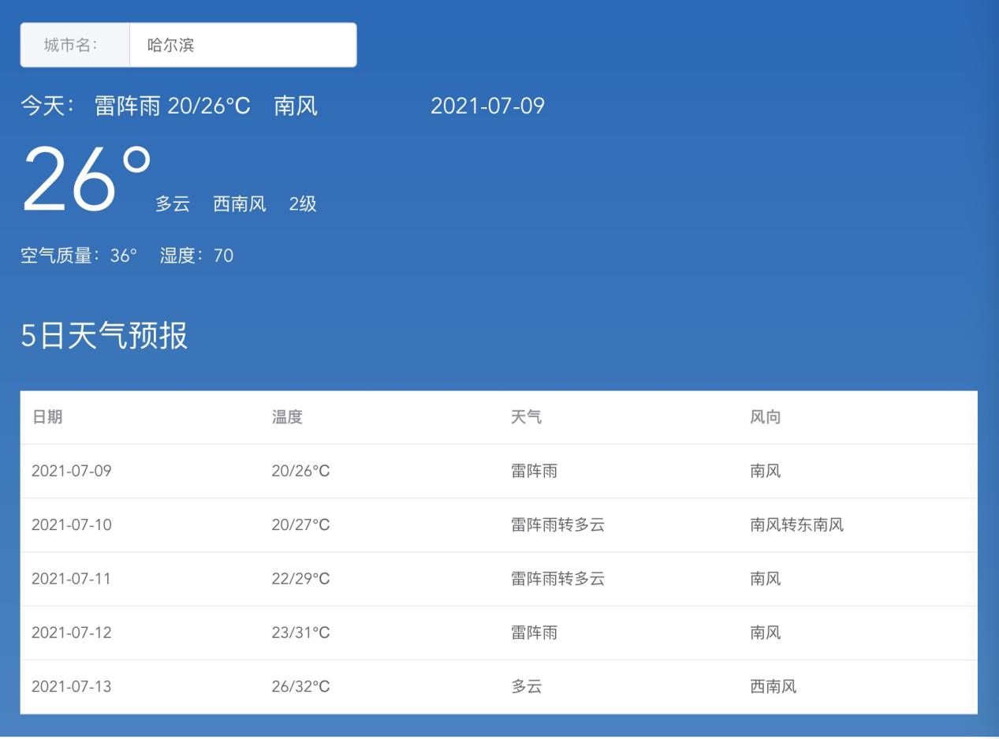 城市名： 哈尔滨
今天： 雷阵雨 20/26℃ 南风 2021-07-09
26° 多云 西南风 2级
空气质量：36° 湿度：70
5日天气预报
日期 温度 天气 风向
2021-07-09 20/26℃ 雷阵雨 南风
2021-07-10 20/27℃ 雷阵雨转多云 南风转东南风
2021-07-11 22/29℃ 雷阵雨转多云 南风
2021-07-12 23/31℃ 雷阵雨 南风
2021-07-13 26/32℃ 多云 西南风